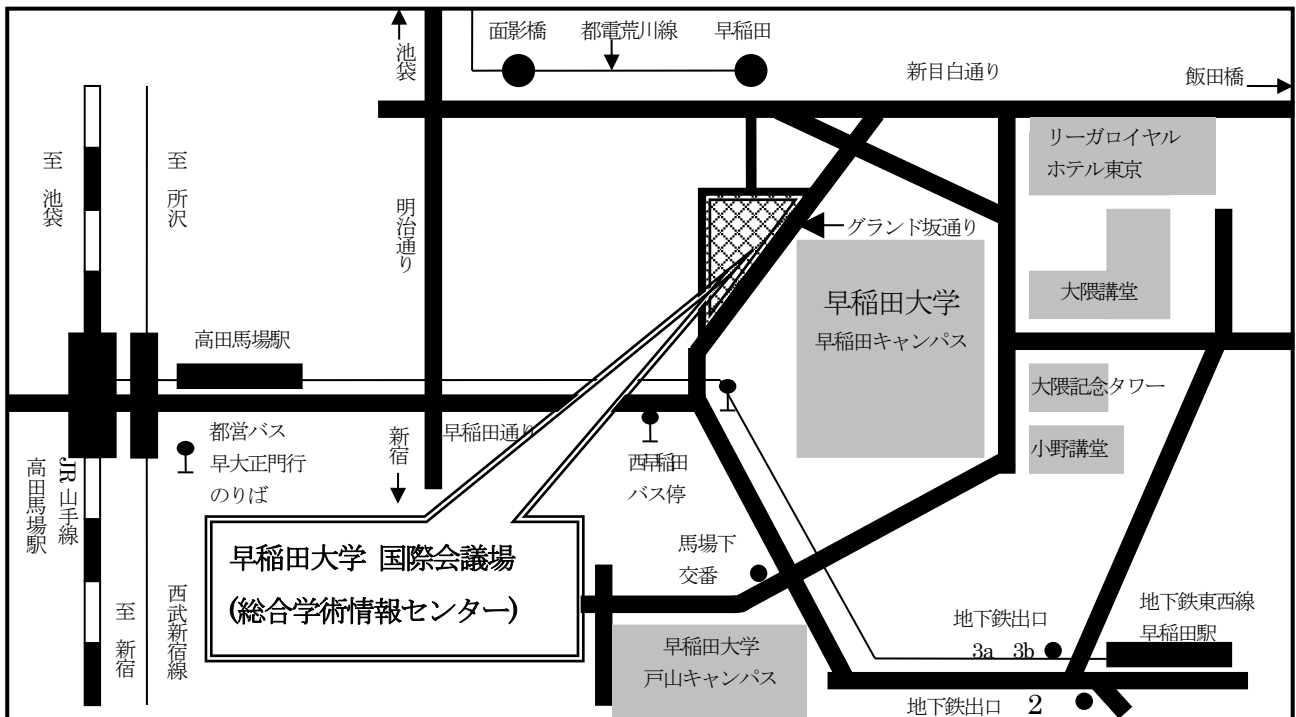 面影橋
都電荒川線
早稲田
池袋
新目白通り
飯田橋
リーガロイヤル
ホテル東京
至 池袋
至 所沢
明治通り
グランド坂通り
早稲田大学
早稲田キャンパス
大隈講堂
高田馬場駅
大隈記念タワー
小野講堂
都営バス
早大正門行
のりば
新宿
早稲田通り
西早稲田
バス停
JR山手線
高田馬場駅
早稲田大学 国際会議場
(総合学術情報センター)
馬場下
交番
至 新宿
西武新宿線
早稲田大学
戸山キャンパス
地下鉄出口
3a 3b
地下鉄東西線
早稲田駅
地下鉄出口 2